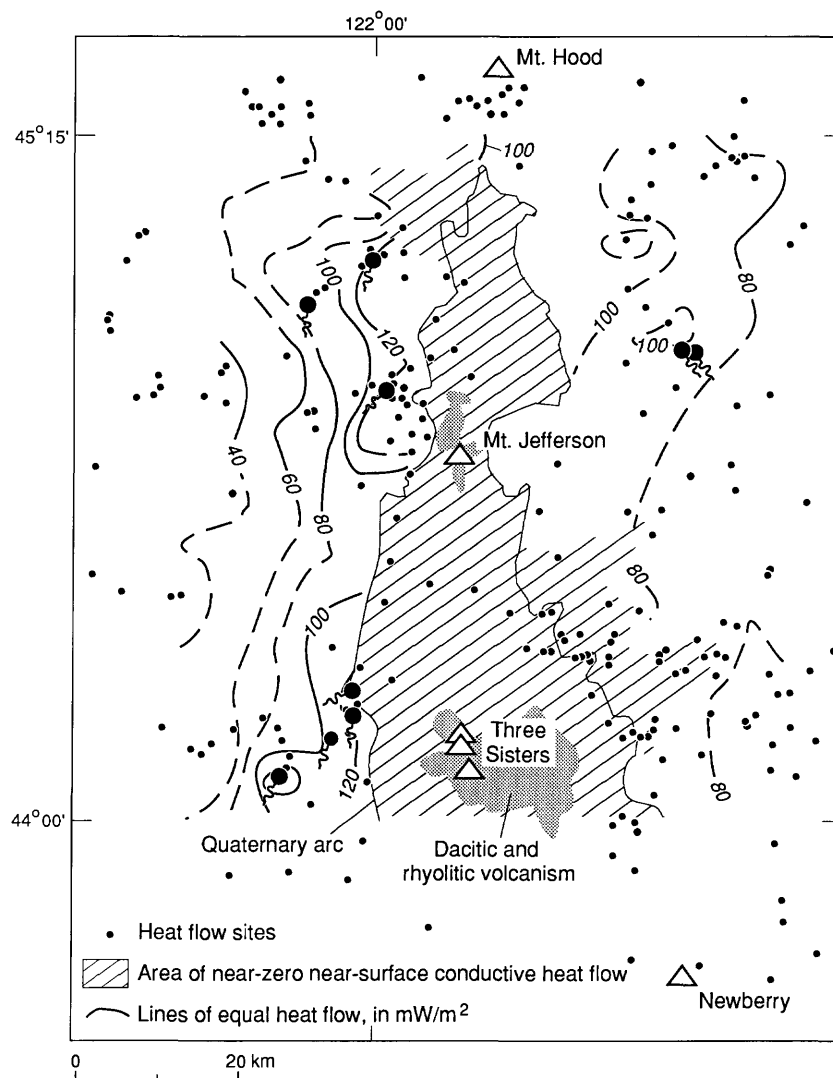 122°00'
Mt. Hood
45°15'
100
80
100
120
100
100
120
Mt. Jefferson
40
60
80
80
100
80
Three
Sisters
120
44°00'
Quaternary arc
Dacitic and
rhyolitic volcanism
Heat flow sites
Area of near-zero near-surface conductive heat flow
Lines of equal heat flow, in mW/m²
Newberry
0
20 km